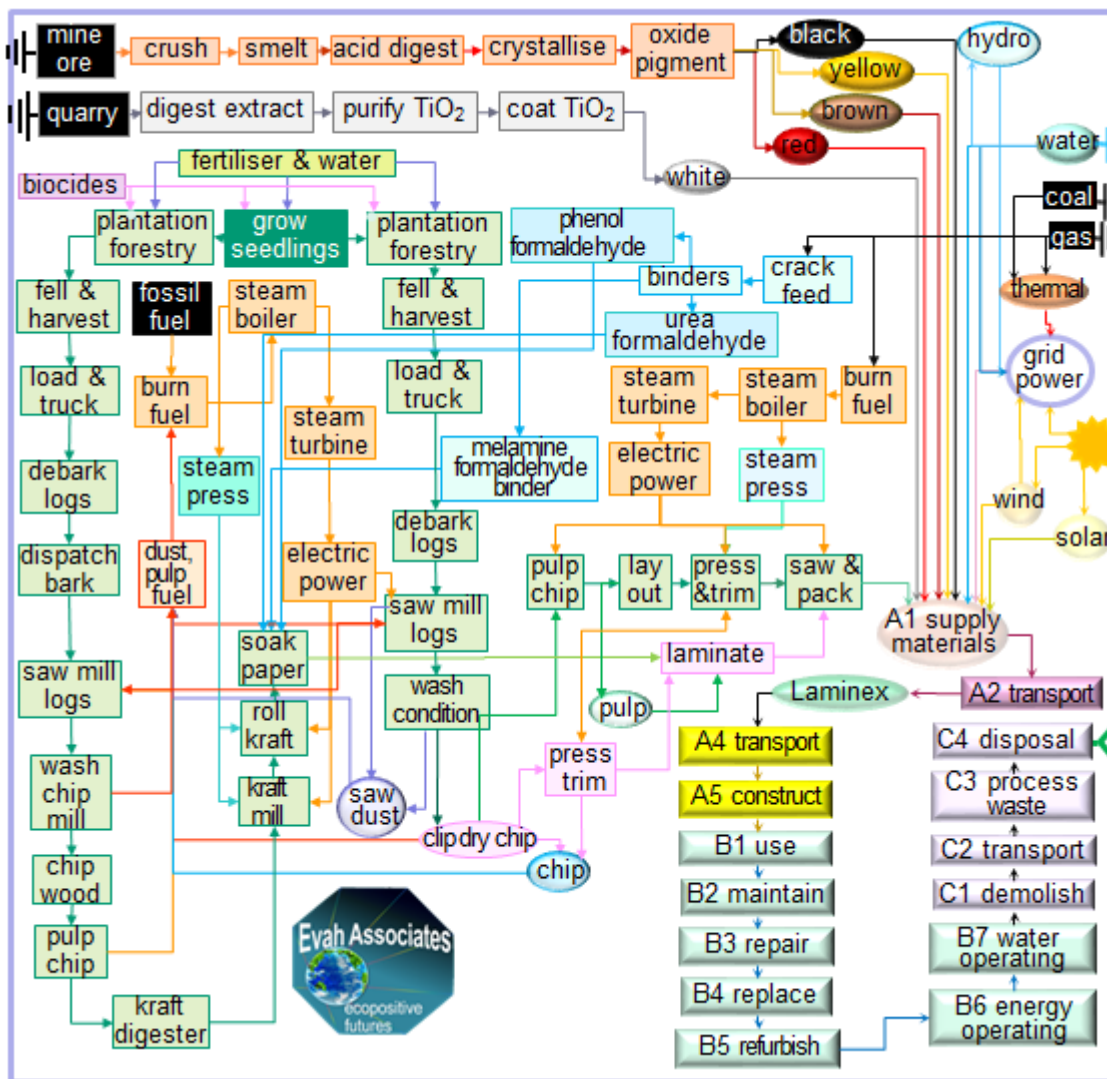 mine
ore
crush
smelt
acid digest
crystallise
oxide
pigment
black
yellow
brown
red
hydro
quarry
digest extract
purify TiO2
coat TiO2
white
water
fertiliser & water
biocides
plantation
forestry
grow
seedlings
plantation
forestry
phenol
formaldehyde
binders
crack
feed
urea
formaldehyde
coal
gas
thermal
grid
power
fell &
harvest
fossil
fuel
steam
boiler
fell &
harvest
load &
truck
burn
fuel
steam
turbine
load &
truck
steam
turbine
steam
boiler
burn
fuel
melamine
formaldehyde
binder
electric
power
steam
press
wind
solar
debark
logs
steam
press
debark
logs
dispatch
bark
dust,
pulp
fuel
electric
power
pulp
chip
lay
out
press
&trim
saw &
pack
A1 supply
materials
saw mill
logs
soak
paper
saw mill
logs
laminate
wash
condition
pulp
Laminex
A2 transport
roll
kraft
press
trim
A4 transport
C4 disposal
wash
chip
mill
kraft
mill
saw
dust
A5 construct
C3 process
waste
clip dry chip
chip
B1 use
C2 transport
chip
wood
B2 maintain
C1 demolish
pulp
chip
Evah Associates
ecopositive
futures
B3 repair
B7 water
operating
B4 replace
kraft
digester
B5 refurbish
B6 energy
operating